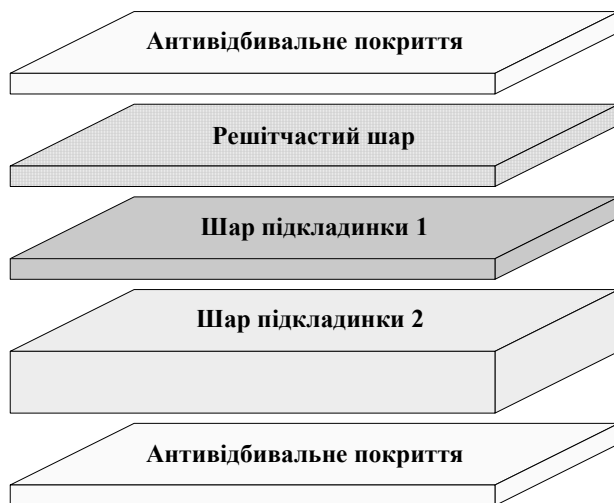 Антивідбивальне покриття
Решітчастий шар
Шар підкладинки 1
Шар підкладинки 2
Антивідбивальне покриття